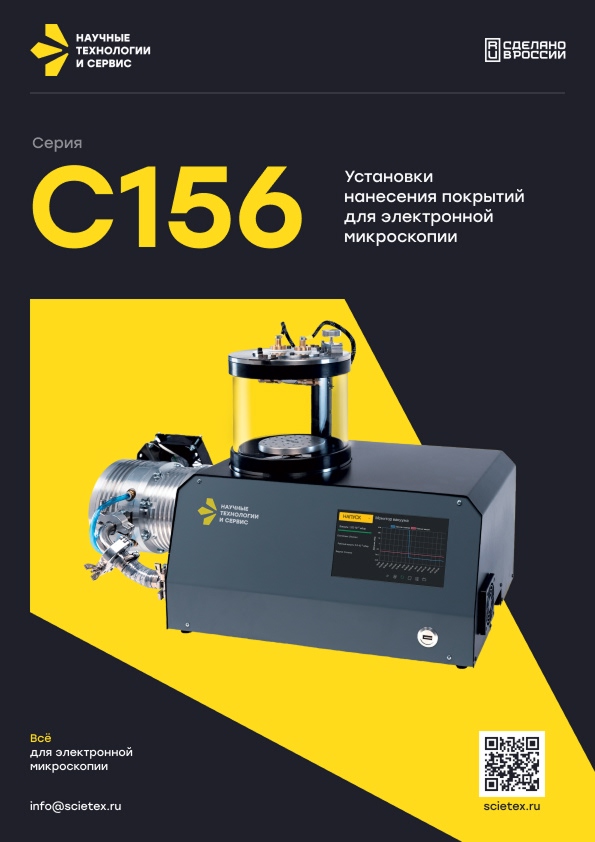 НАУЧНЫЕ
ТЕХНОЛОГИИ
И СЕРВИС
СДЕЛАНО
В РОССИИ
Серия
С156
Установки
нанесения покрытий
для электронной
микроскопии
НАУЧНЫЕ
ТЕХНОЛОГИИ
И СЕРВИС
НАПУСК
Всё
для электронной
микроскопии
info@scietex.ru
scietex.ru